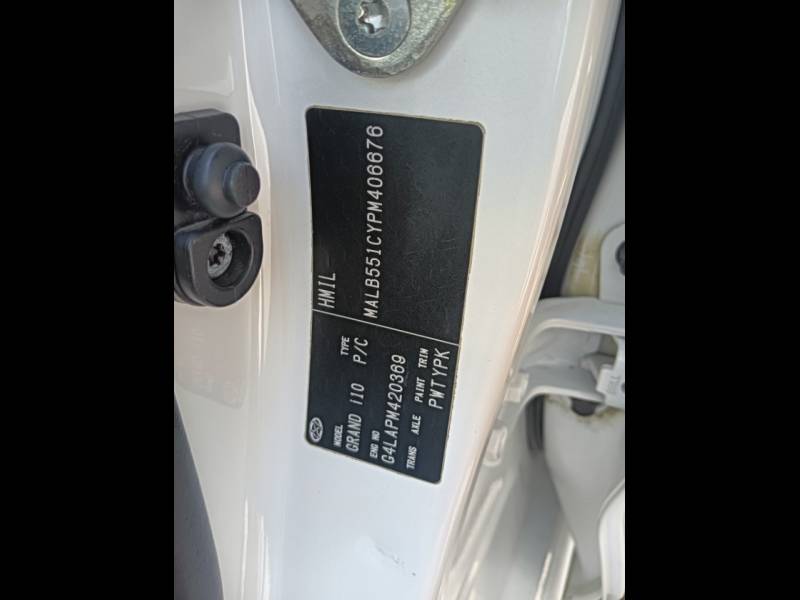 HMIL
MALB551CYPM406676
MODEL TYPE
GRAND i10 P/C
ENG NO
G4LAPM420369
TRANS AXLE PAINT TRIM
PWTYPK